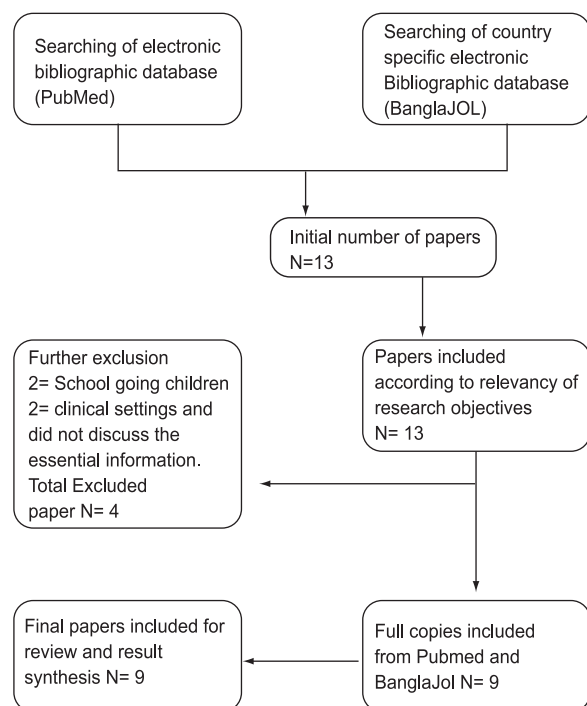 Searching of electronic
bibliographic database
(PubMed)
Searching of country
specific electronic
Bibliographic database
(BanglaJOL)
Initial number of papers
N=13
Papers included
according to relevancy of
research objectives
N= 13
Further exclusion
2= School going children
2= clinical settings and
did not discuss the
essential information.
Total Excluded
paper N= 4
Full copies included
from Pubmed and
BanglaJol N= 9
Final papers included for
review and result
synthesis N= 9